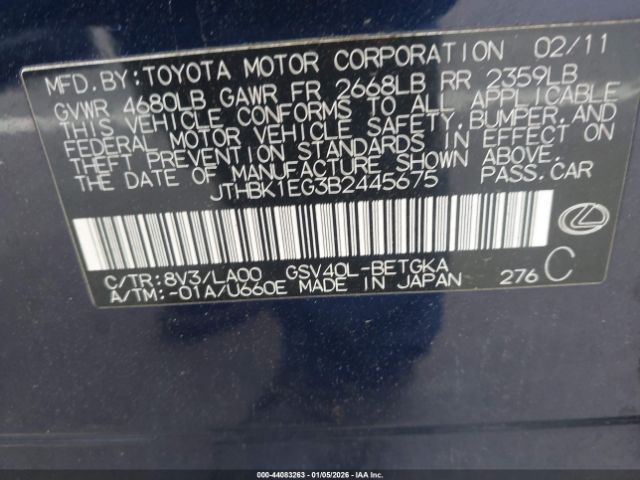 MFD.BY:TOYOTA MOTOR CORPORATION 02/11
GVWR 4680LB GAWR FR 2668LB RR 2359LB
THIS VEHICLE CONFORMS TO ALL APPLICABLE
FEDERAL MOTOR VEHICLE SAFETY,BUMPER,AND
THEFT PREVENTION STANDARDS IN EFFECT ON
THE DATE OF MANUFACTURE SHOWN ABOVE.
JTHBK1EG3B2445675 PASS.CAR
C/TR:8V3/LA00 GSV40L-BETGKA
A/TM:-01A/U660E MADE IN JAPAN 276 C
000-44083263 - 01/05/2026 - IAAI, Inc.